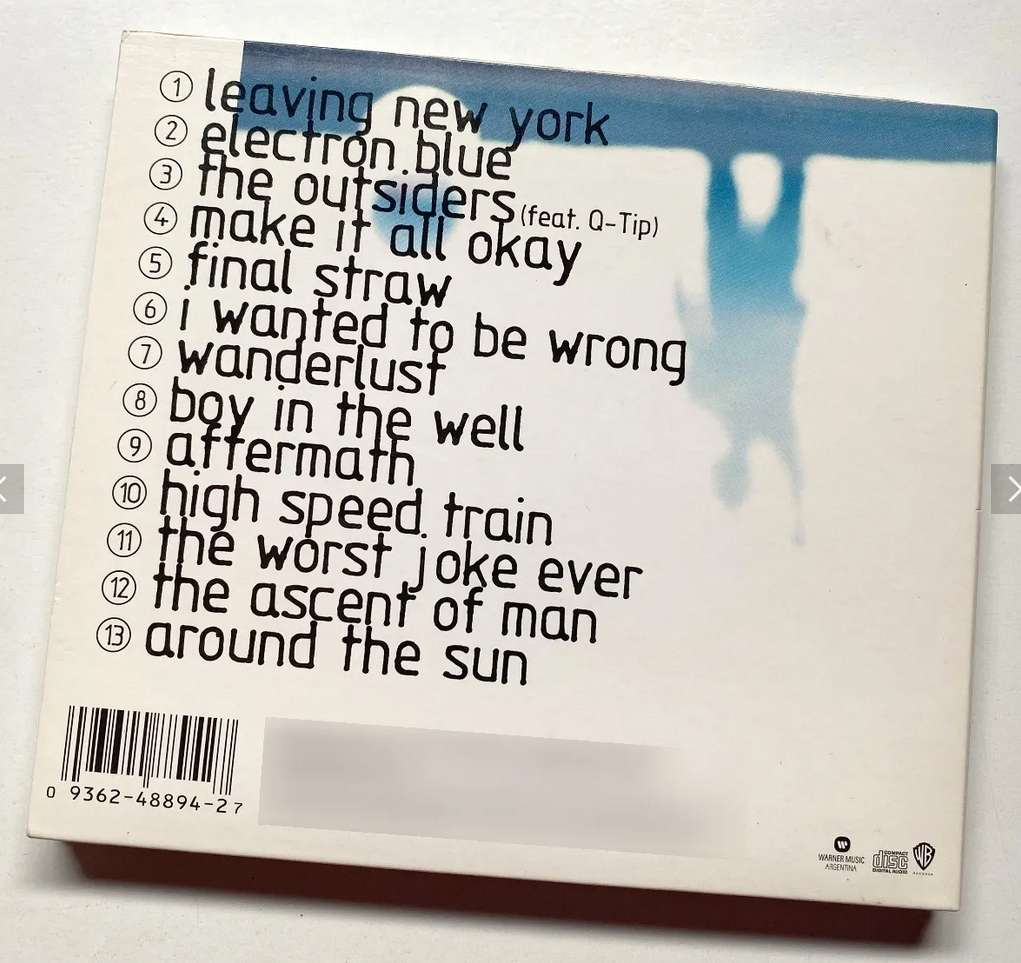 1 leaving new york
2 electron blue
3 the outsiders (feat. Q-Tip)
4 make it all okay
5 final straw
6 i wanted to be wrong
7 wanderlust
8 boy in the well
9 aftermath
10 high speed train
11 the worst joke ever
12 the ascent of man
13 around the sun
0 9362-48894-2 7
WARNER MUSIC
ARGENTINA
COMPACT
disc
DIGITAL AUDIO
WB